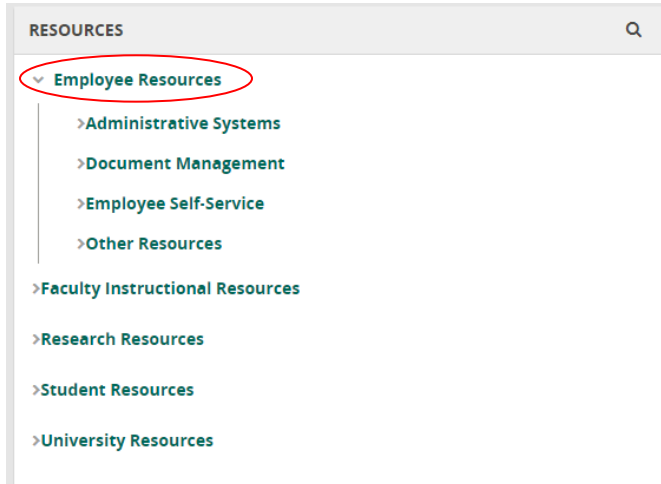 RESOURCES
Employee Resources
>Administrative Systems
>Document Management
>Employee Self-Service
>Other Resources
>Faculty Instructional Resources
>Research Resources
>Student Resources
>University Resources